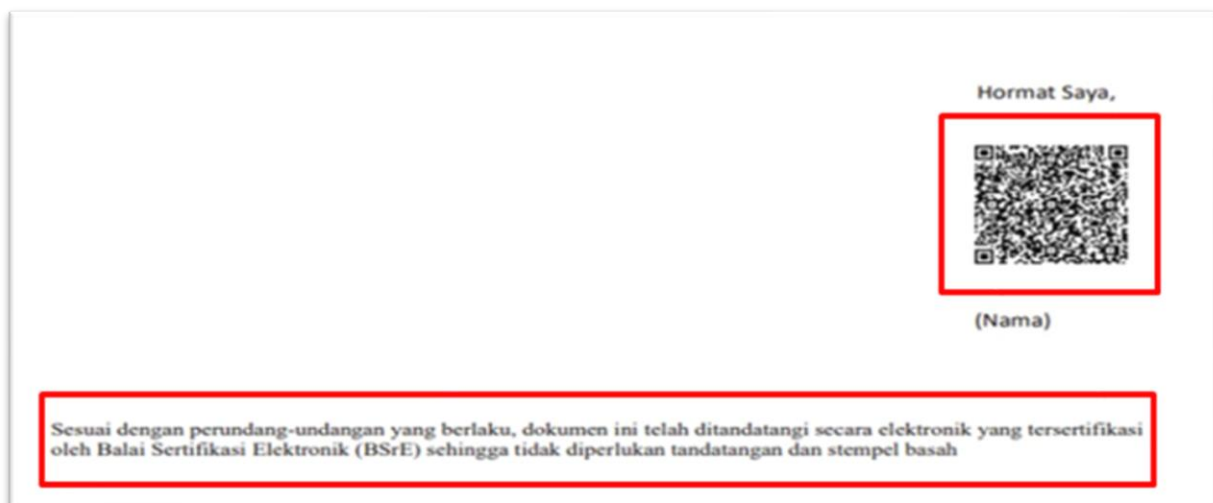 Hormat Saya,
(Nama)
Sesuai dengan perundang-undangan yang berlaku, dokumen ini telah ditandatangi secara elektronik yang tersertifikasi
oleh Balai Sertifikasi Elektronik (BSrE) sehingga tidak diperlukan tandatangan dan stempel basah